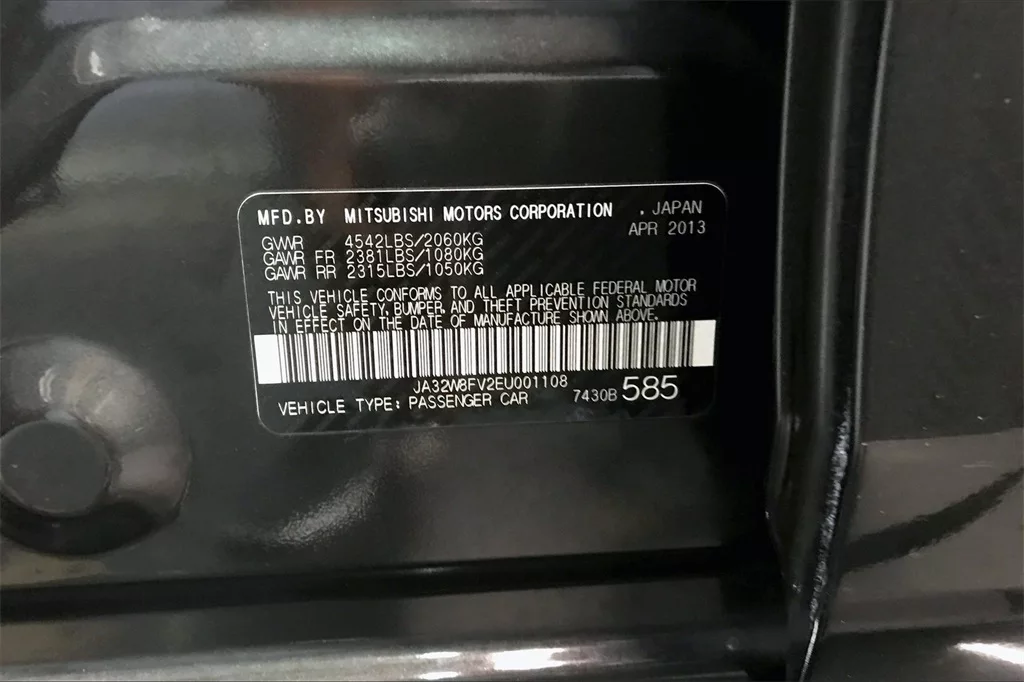 MFD.BY MITSUBISHI MOTORS CORPORATION . JAPAN
APR 2013
GVWR 4542LBS/2060KG
GAWR FR 2381LBS/1080KG
GAWR RR 2315LBS/1050KG
THIS VEHICLE CONFORMS TO ALL APPLICABLE FEDERAL MOTOR
VEHICLE SAFETY, BUMPER, AND THEFT PREVENTION STANDARDS
IN EFFECT ON THE DATE OF MANUFACTURE SHOWN ABOVE.
JA32W8FV2EU001108
VEHICLE TYPE: PASSENGER CAR 7430B 585